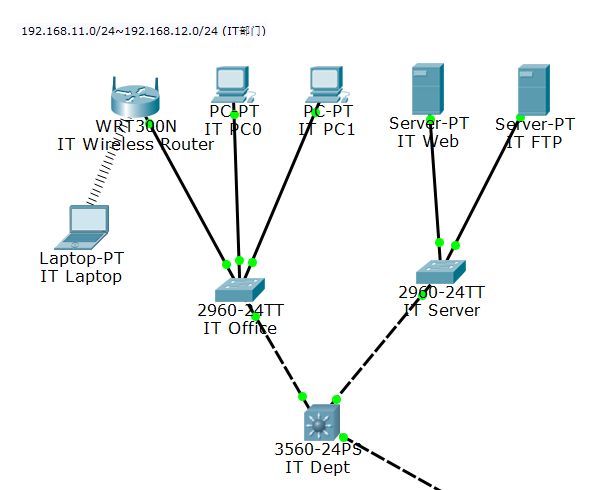 192.168.11.0/24~192.168.12.0/24 (IT部门)
WRT300N
IT Wireless Router
PC-PT
IT PC0
PC-PT
IT PC1
Server-PT
IT Web
Server-PT
IT FTP
Laptop-PT
IT Laptop
2960-24TT
IT Office
2960-24TT
IT Server
3560-24PS
IT Dept